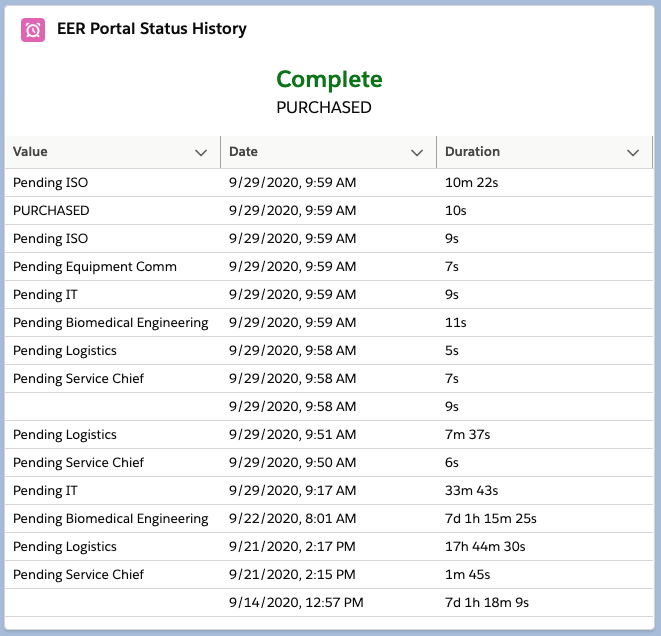 EER Portal Status History
Complete
PURCHASED
Value Date Duration
Pending ISO 9/29/2020, 9:59 AM 10m 22s
PURCHASED 9/29/2020, 9:59 AM 10s
Pending ISO 9/29/2020, 9:59 AM 9s
Pending Equipment Comm 9/29/2020, 9:59 AM 7s
Pending IT 9/29/2020, 9:59 AM 9s
Pending Biomedical Engineering 9/29/2020, 9:59 AM 11s
Pending Logistics 9/29/2020, 9:58 AM 5s
Pending Service Chief 9/29/2020, 9:58 AM 7s
9/29/2020, 9:58 AM 9s
Pending Logistics 9/29/2020, 9:51 AM 7m 37s
Pending Service Chief 9/29/2020, 9:50 AM 6s
Pending IT 9/29/2020, 9:17 AM 33m 43s
Pending Biomedical Engineering 9/22/2020, 8:01 AM 7d 1h 15m 25s
Pending Logistics 9/21/2020, 2:17 PM 17h 44m 30s
Pending Service Chief 9/21/2020, 2:15 PM 1m 45s
9/14/2020, 12:57 PM 7d 1h 18m 9s